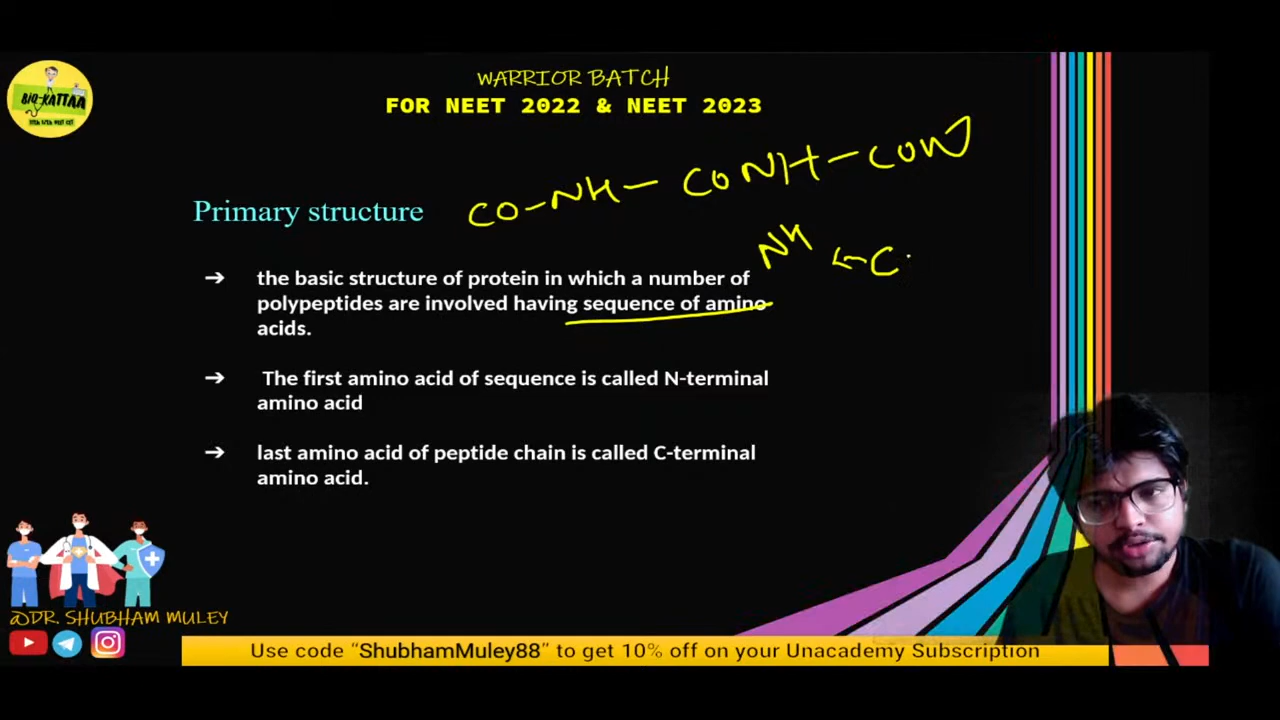 WARRIOR BATCH
FOR NEET 2022 & NEET 2023
BIO-KATTAA
Primary structure
CO-NH-CONH-CON
NH ← C
➔ the basic structure of protein in which a number of
polypeptides are involved having sequence of amino
acids.
➔ The first amino acid of sequence is called N-terminal
amino acid
➔ last amino acid of peptide chain is called C-terminal
amino acid.
@DR. SHUBHAM MULEY
Use code “ShubhamMuley88” to get 10% off on your Unacademy Subscription